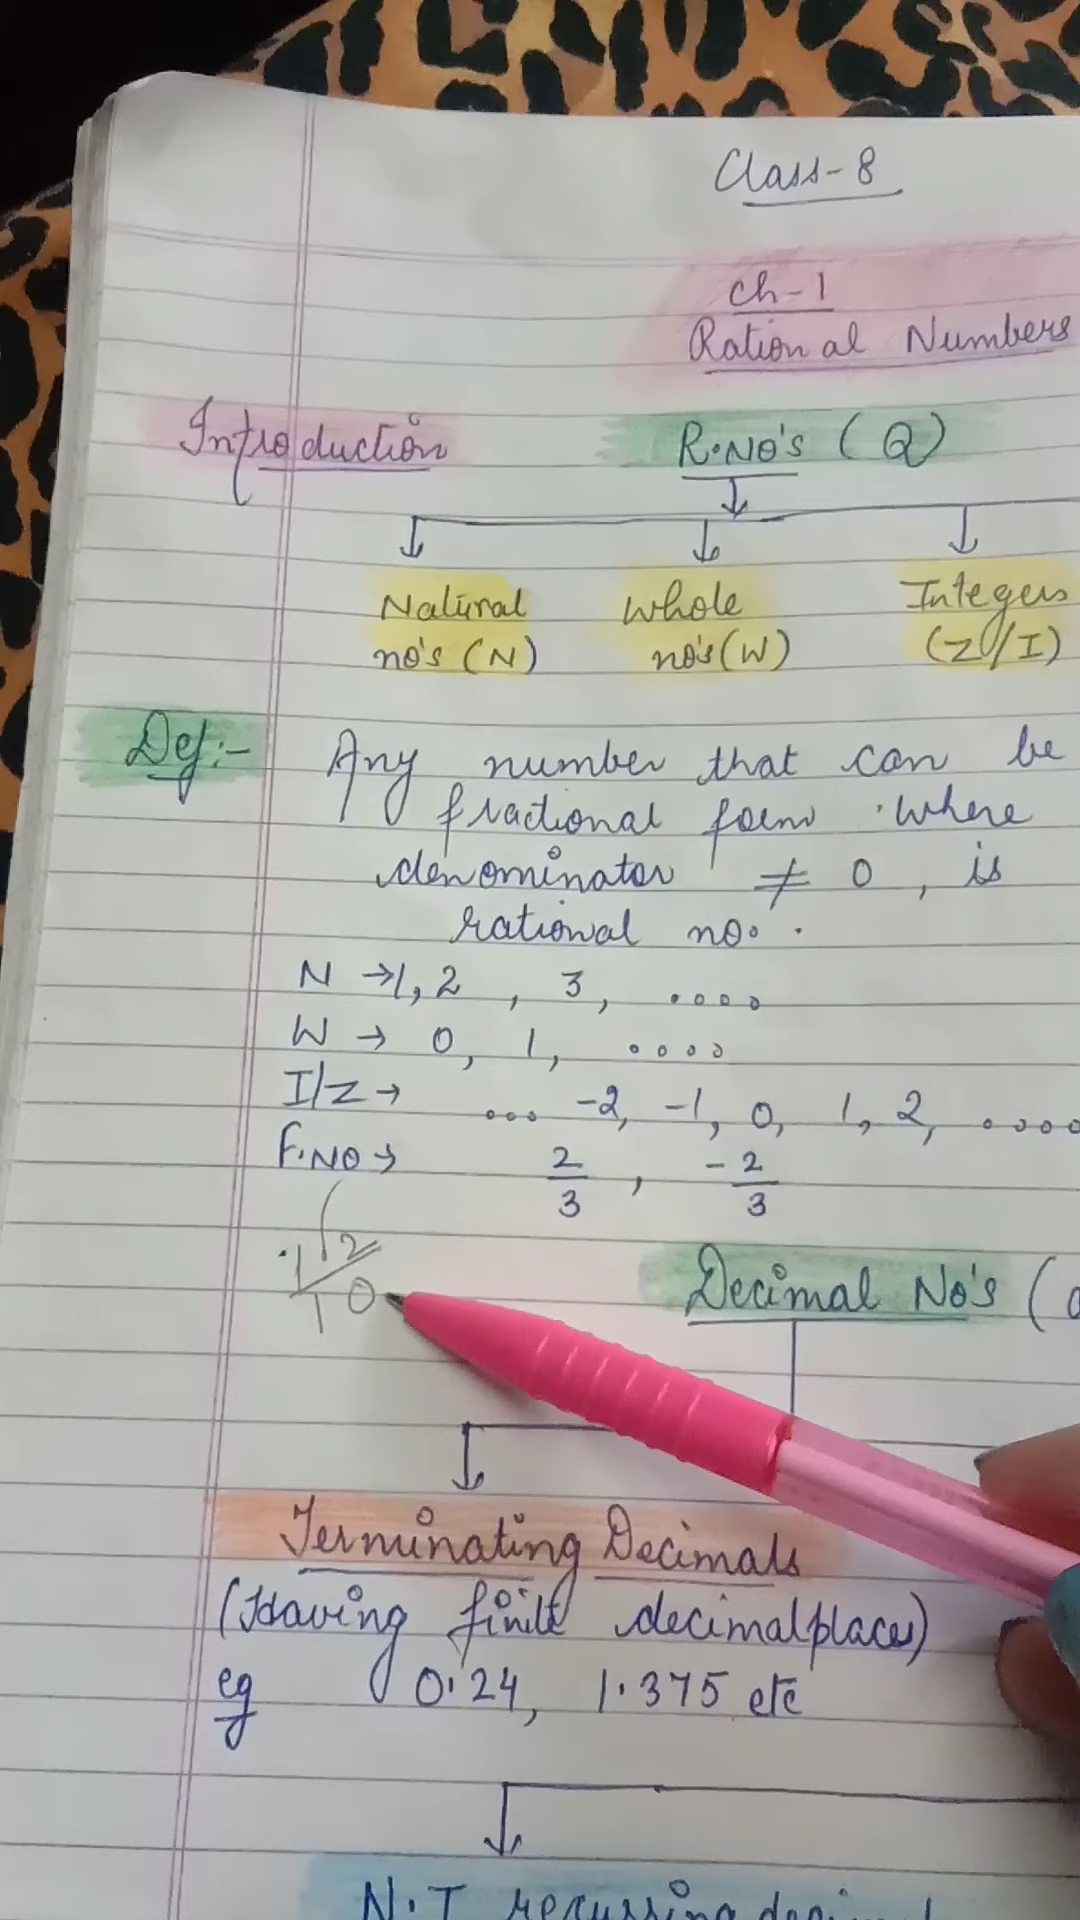 Class-8
Ch-1
Rational Numbers
Introduction
R.NO's (Q)
Natural Whole Integers
no's (N) no's (W) (Z/I)
Def:- Any number that can be
fractional form where
denominator ≠ 0, is
rational no.
N → 1, 2, 3, ....
W → 0, 1, ....
I/Z → ... -2, -1, 0, 1, 2, ....
F.NO → 2/3, -2/3
Decimal No's (
Terminating Decimals
(Having finite decimal places)
eg 0.24, 1.375 etc
N.T recurring